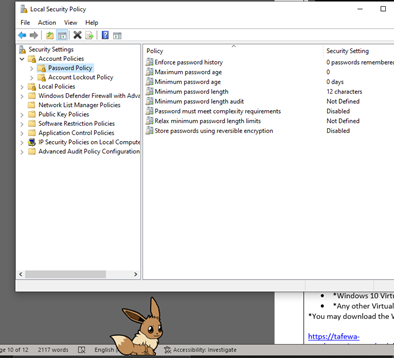 Local Security Policy
File Action View Help
Security Settings
Account Policies
Password Policy
Account Lockout Policy
Local Policies
Windows Defender Firewall with Adva
Network List Manager Policies
Public Key Policies
Software Restriction Policies
Application Control Policies
IP Security Policies on Local Compute
Advanced Audit Policy Configuration
Policy Security Setting
Enforce password history 0 passwords remembere
Maximum password age 0
Minimum password age 0 days
Minimum password length 12 characters
Minimum password length audit Not Defined
Password must meet complexity requirements Disabled
Relax minimum password length limits Not Defined
Store passwords using reversible encryption Disabled
*Windows 10 Virtu
*Any other Virtual
*You may download the V
https://tafewa-
age 10 of 12 2117 words English Accessibility: Investigate